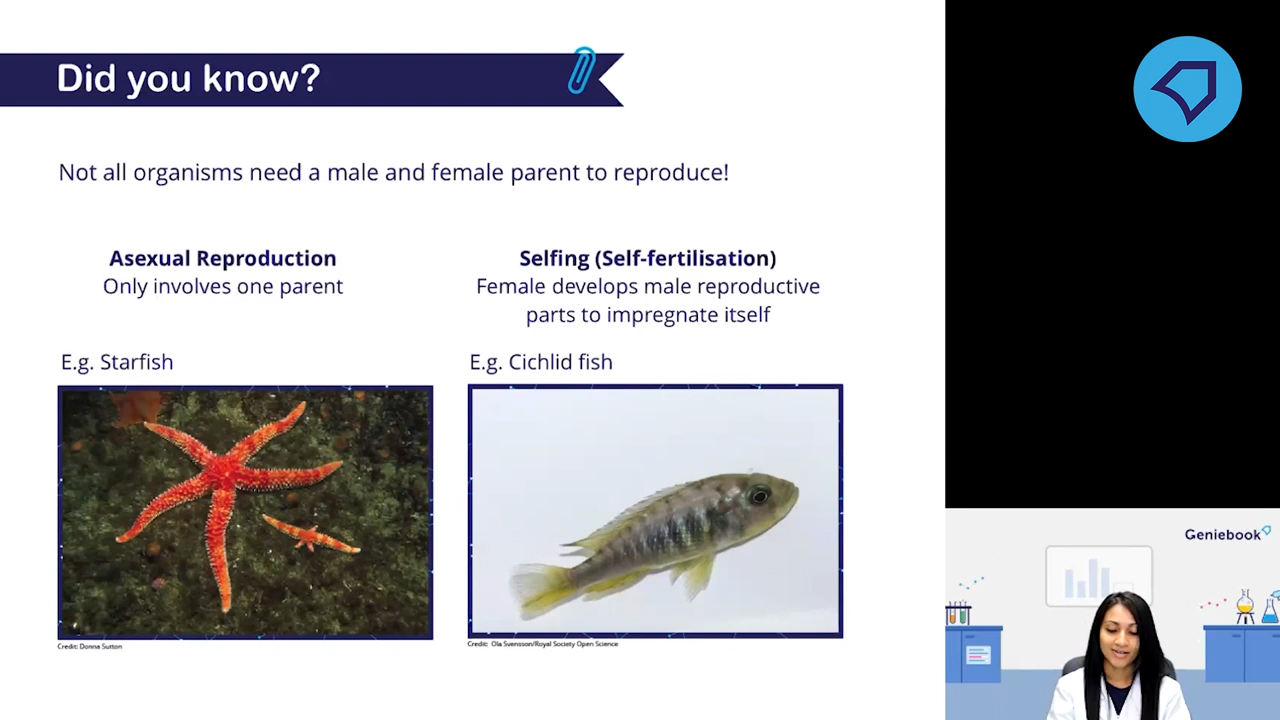 Did you know?
Not all organisms need a male and female parent to reproduce!
Asexual Reproduction
Only involves one parent
Selfing (Self-fertilisation)
Female develops male reproductive
parts to impregnate itself
E.g. Starfish
E.g. Cichlid fish
Credit: Donna Sutton
Credit: Ola Svensson/Royal Society Open Science
Geniebook